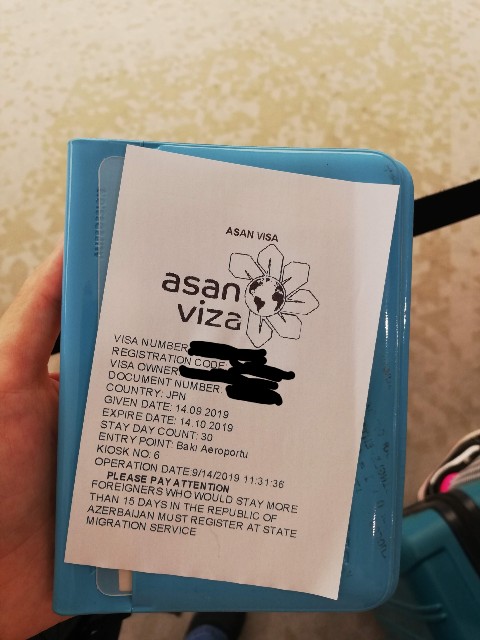 ASAN VISA
asan
viza
VISA NUMBER
REGISTRATION CODE:
VISA OWNER
DOCUMENT NUMBER:
COUNTRY: JPN
GIVEN DATE: 14.09.2019
EXPIRE DATE: 14.10.2019
STAY DAY COUNT: 30
ENTRY POINT: Bakı Aeroportu
KIOSK NO: 6
OPERATION DATE:9/14/2019 11:31:36
PLEASE PAY ATTENTION
FOREIGNERS WHO WOULD STAY MORE
THAN 15 DAYS IN THE REPUBLIC OF
AZERBAIJAN MUST REGISTER AT STATE
MIGRATION SERVICE